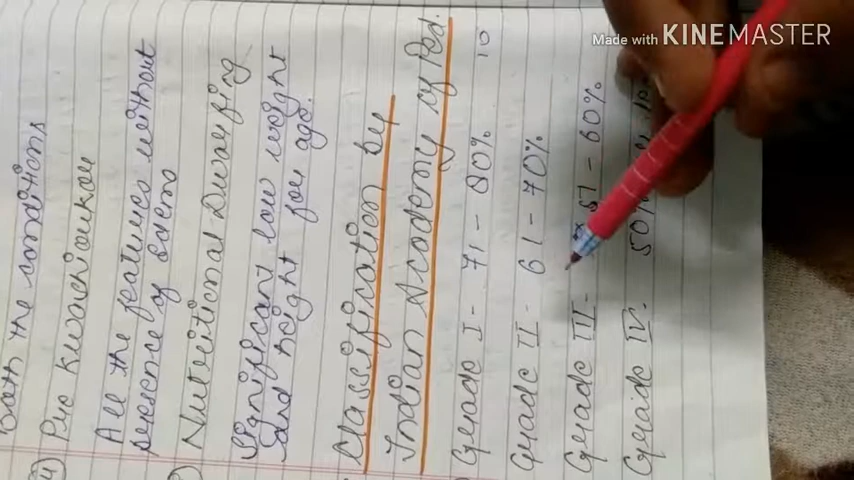 Both the conditions
4) Pre Kwashiorkor
All the features without
presence of edema
Nutritional Dwarfing
Significant low weight
and height for age.
Classification by
Indian Academy of Ped.
Grade I - 71 - 80% 10
Grade II - 61 - 70%
Grade III - 51 - 60%
Grade IV. 50%
Made with KINEMASTER